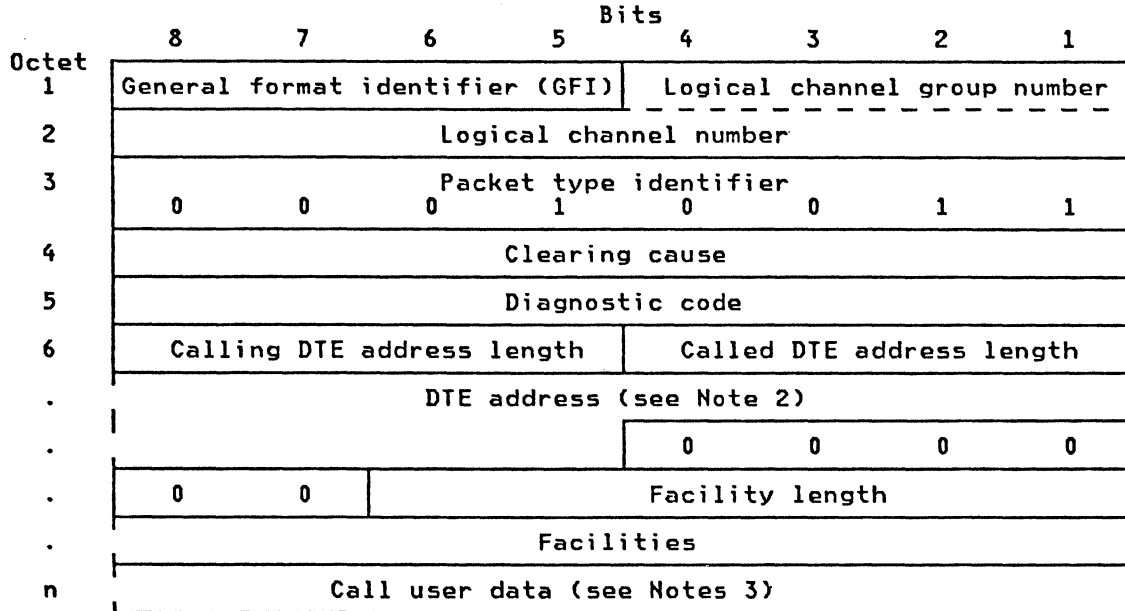 Bits
8 7 6 5 4 3 2 1
Octet
1 General format identifier (GFI) Logical channel group number
2 Logical channel number
3 Packet type identifier
0 0 0 1 0 0 1 1
4 Clearing cause
5 Diagnostic code
6 Calling DTE address length Called DTE address length
. DTE address (see Note 2)
. 0 0 0 0
. 0 0 Facility length
. Facilities
n Call user data (see Notes 3)